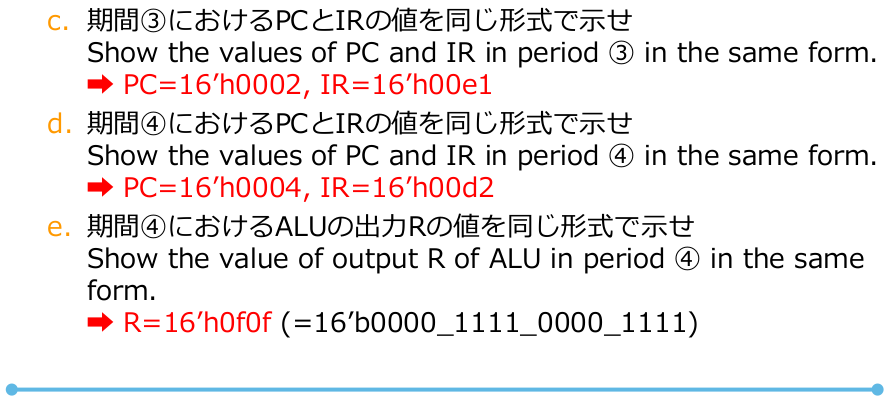 c. 期間③におけるPCとIRの値を同じ形式で示せ
Show the values of PC and IR in period ③ in the same form.
➡ PC=16’h0002, IR=16’h00e1
d. 期間④におけるPCとIRの値を同じ形式で示せ
Show the values of PC and IR in period ④ in the same form.
➡ PC=16’h0004, IR=16’h00d2
e. 期間④におけるALUの出力Rの値を同じ形式で示せ
Show the value of output R of ALU in period ④ in the same
form.
➡ R=16’h0f0f (=16’b0000_1111_0000_1111)